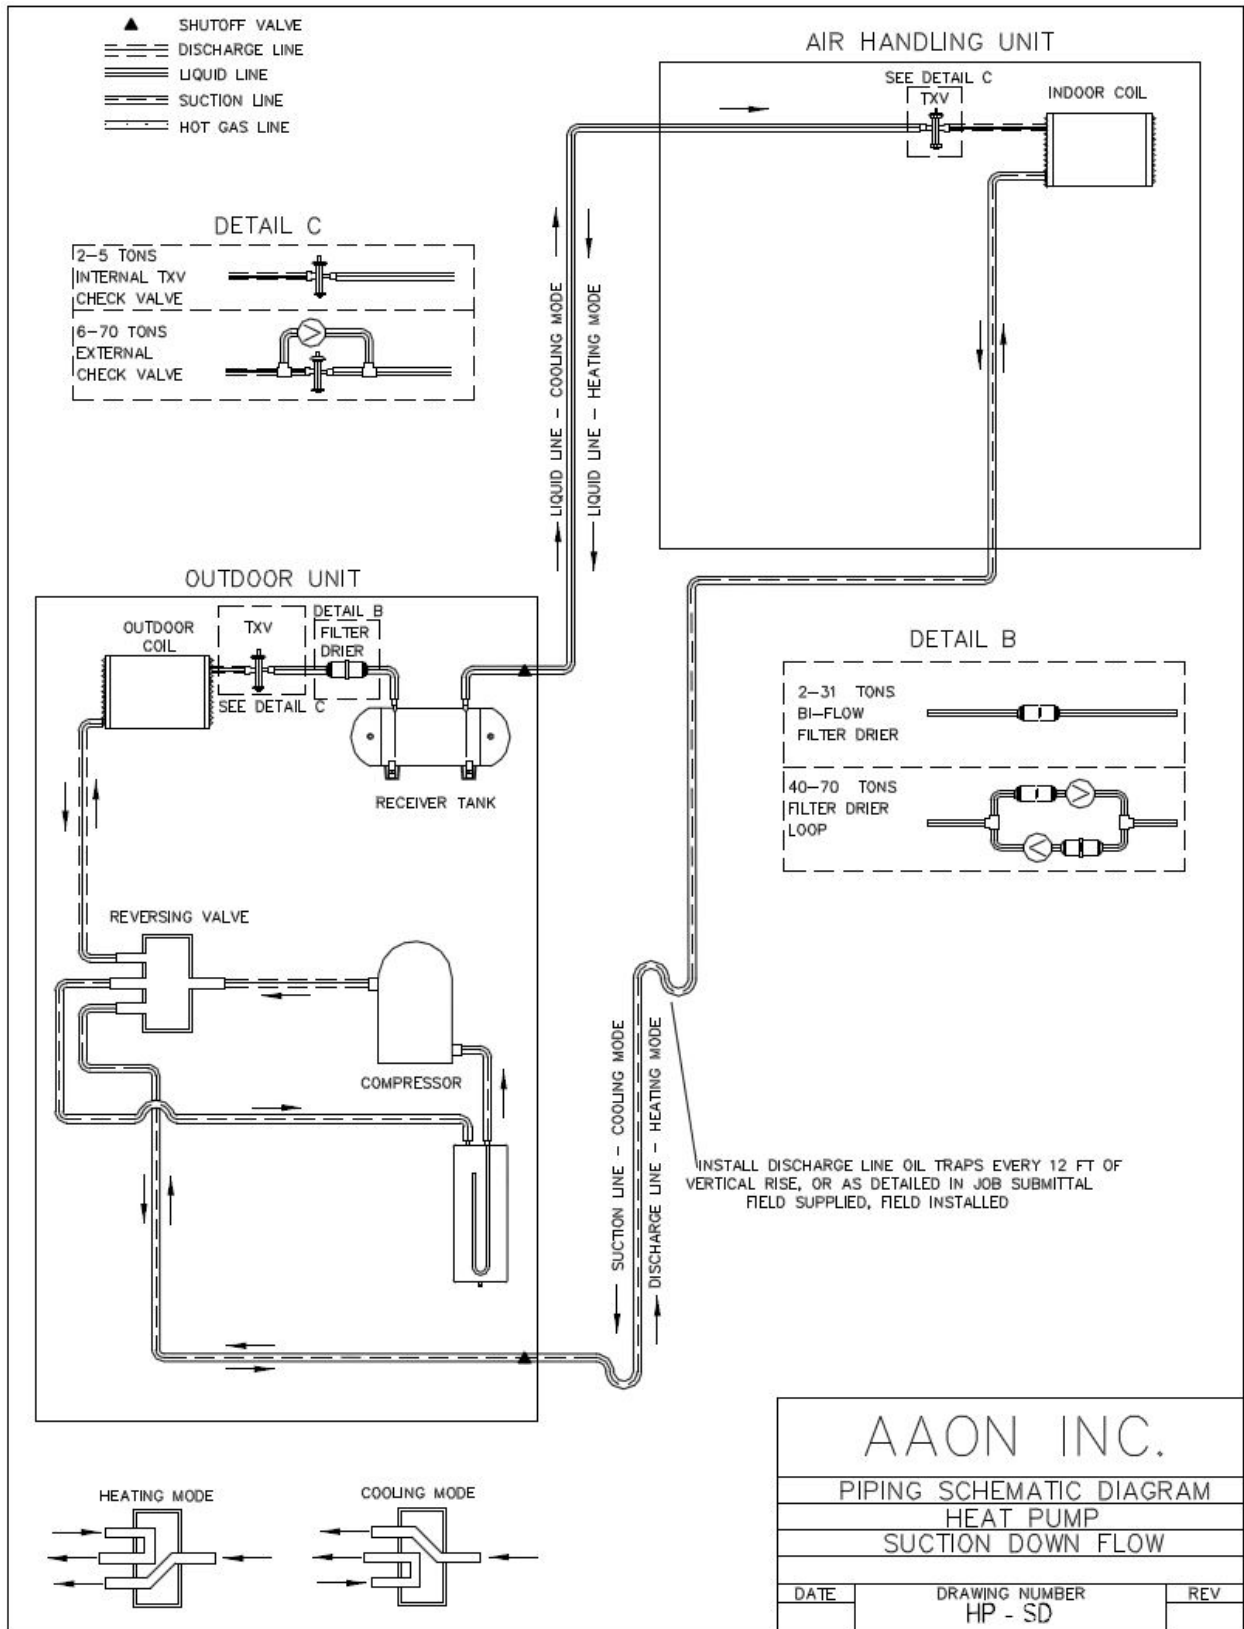 SHUTOFF VALVE
DISCHARGE LINE
LIQUID LINE
SUCTION LINE
HOT GAS LINE
AIR HANDLING UNIT
SEE DETAIL C
TXV
INDOOR COIL
DETAIL C
2-5 TONS
INTERNAL TXV
CHECK VALVE
6-70 TONS
EXTERNAL
CHECK VALVE
LIQUID LINE - COOLING MODE
LIQUID LINE - HEATING MODE
OUTDOOR UNIT
OUTDOOR
COIL
TXV
SEE DETAIL C
DETAIL B
FILTER
DRIER
RECEIVER TANK
DETAIL B
2-31 TONS
BI-FLOW
FILTER DRIER
40-70 TONS
FILTER DRIER
LOOP
REVERSING VALVE
COMPRESSOR
SUCTION LINE - COOLING MODE
DISCHARGE LINE - HEATING MODE
INSTALL DISCHARGE LINE OIL TRAPS EVERY 12 FT OF
VERTICAL RISE, OR AS DETAILED IN JOB SUBMITTAL
FIELD SUPPLIED, FIELD INSTALLED
HEATING MODE
COOLING MODE
AAON INC.
PIPING SCHEMATIC DIAGRAM
HEAT PUMP
SUCTION DOWN FLOW
DATE
DRAWING NUMBER
HP - SD
REV